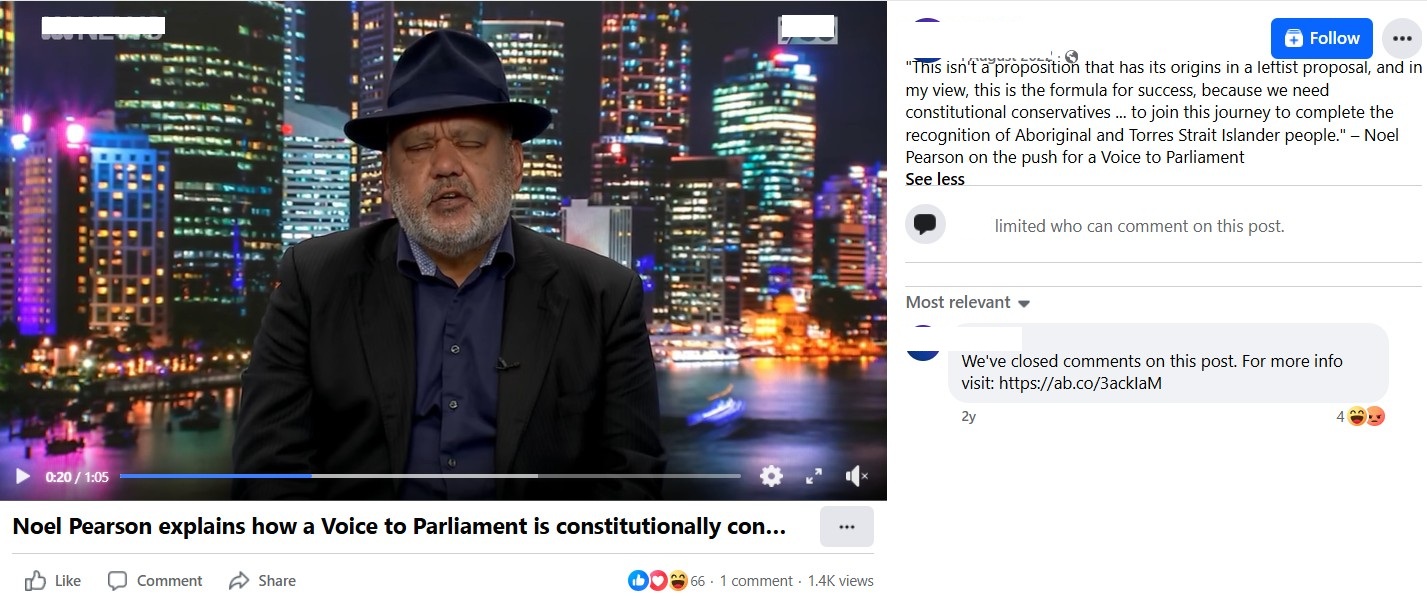 "This isn't a proposition that has its origins in a leftist proposal, and in
my view, this is the formula for success, because we need
constitutional conservatives ... to join this journey to complete the
recognition of Aboriginal and Torres Strait Islander people." – Noel
Pearson on the push for a Voice to Parliament
See less
Follow
limited who can comment on this post.
Most relevant
We've closed comments on this post. For more info
visit: https://ab.co/3ackIaM
2y
4
0:20 / 1:05
Noel Pearson explains how a Voice to Parliament is constitutionally con...
Like
Comment
Share
66 · 1 comment · 1.4K views